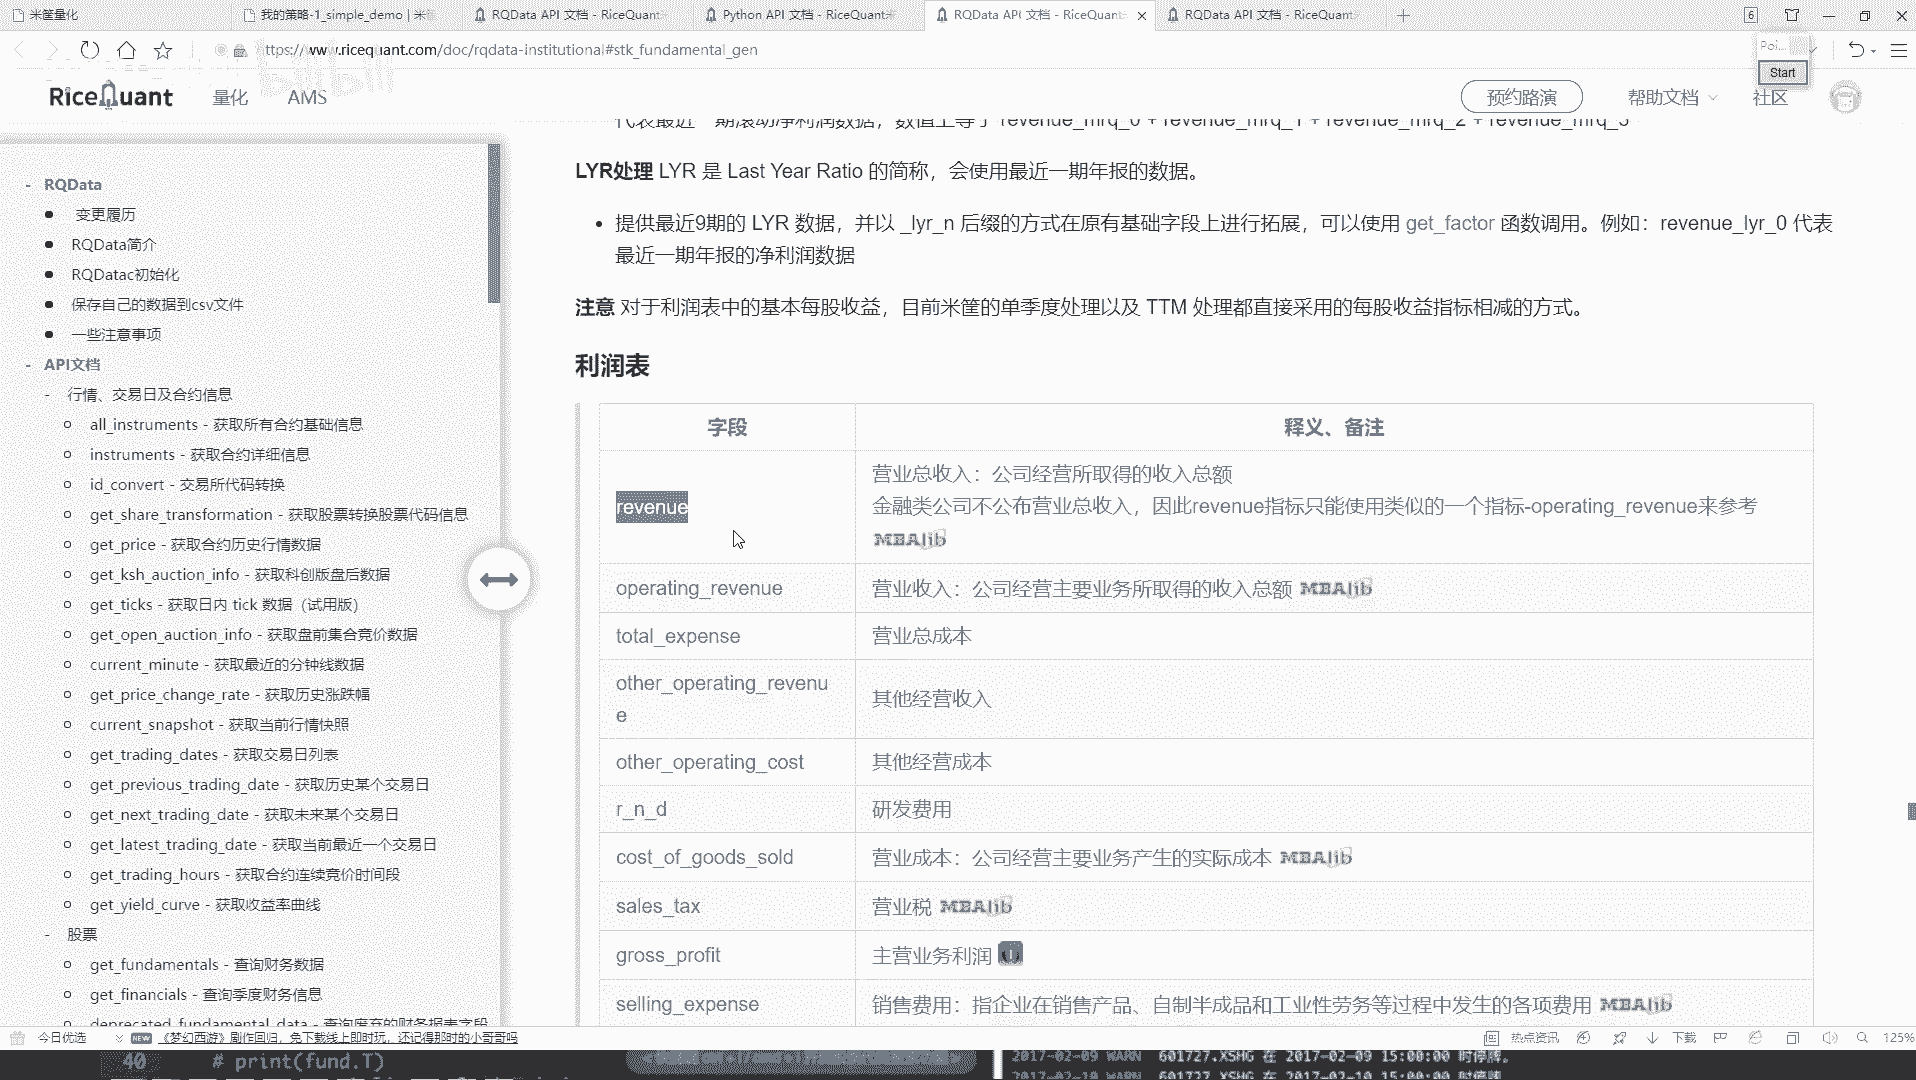 米筐量化
我的策略-1_simple_demo | 米筐
RQData API 文档 - RiceQuant
Python API 文档 - RiceQuant米
RQData API 文档 - RiceQuant
RQData API 文档 - RiceQuant
6
ttps://www.ricequant.com/doc/rqdata-institutional#stk_fundamental_gen
Poi...
Start
RiceQuant
量化
AMS
预约路演
帮助文档
社区
bilibili
- RQData
变更履历
RQData简介
RQDatac初始化
保存自己的数据到csv文件
一些注意事项
- API文档
- 行情、交易日及合约信息
all_instruments - 获取所有合约基础信息
instruments - 获取合约详细信息
id_convert - 交易所代码转换
get_share_transformation - 获取股票转换股票代码信息
get_price - 获取合约历史行情数据
get_ksh_auction_info - 获取科创版盘后数据
get_ticks - 获取日内 tick 数据（试用版）
get_open_auction_info - 获取盘前集合竞价数据
current_minute - 获取最近的分钟线数据
get_price_change_rate - 获取历史涨跌幅
current_snapshot - 获取当前行情快照
get_trading_dates - 获取交易日列表
get_previous_trading_date - 获取历史某个交易日
get_next_trading_date - 获取未来某个交易日
get_latest_trading_date - 获取当前最近一个交易日
get_trading_hours - 获取合约连续竞价时间段
get_yield_curve - 获取收益率曲线
- 股票
get_fundamentals - 查询财务数据
get_financials - 查询季度财务信息
deprecated_fundamental_data - 查询废弃的财务报表字段
代表最近一期滚动净利润数据，数值上等于 revenue_mrq_0 + revenue_mrq_1 + revenue_mrq_2 + revenue_mrq_3
LYR处理 LYR 是 Last Year Ratio 的简称，会使用最近一期年报的数据。
• 提供最近9期的 LYR 数据，并以 _lyr_n 后缀的方式在原有基础字段上进行拓展，可以使用 get_factor 函数调用。例如：revenue_lyr_0 代表
最近一期年报的净利润数据
注意 对于利润表中的基本每股收益，目前米筐的单季度处理以及 TTM 处理都直接采用的每股收益指标相减的方式。
利润表
字段 释义、备注
revenue 营业总收入：公司经营所取得的收入总额
金融类公司不公布营业总收入，因此revenue指标只能使用类似的一个指标-operating_revenue来参考
MBAlib
operating_revenue 营业收入：公司经营主要业务所取得的收入总额 MBAlib
total_expense 营业总成本
other_operating_revenu
e
其他经营收入
other_operating_cost 其他经营成本
r_n_d 研发费用
cost_of_goods_sold 营业成本：公司经营主要业务产生的实际成本 MBAlib
sales_tax 营业税 MBAlib
gross_profit 主营业务利润
selling_expense 销售费用：指企业在销售产品、自制半成品和工业性劳务等过程中发生的各项费用 MBAlib
今日优选
NEW 《梦幻西游》剧作回归，免下载线上即时玩，还记得那时的小哥哥吗
热点资讯
下载
125%
40 # print(fund.T)
2017-02-09 WARN 601727.XSHG 在 2017-02-09 15:00:00 时停牌。
2017-02-10 WARN 601727.XSHG 在 2017-02-10 15:00:00 时停牌。